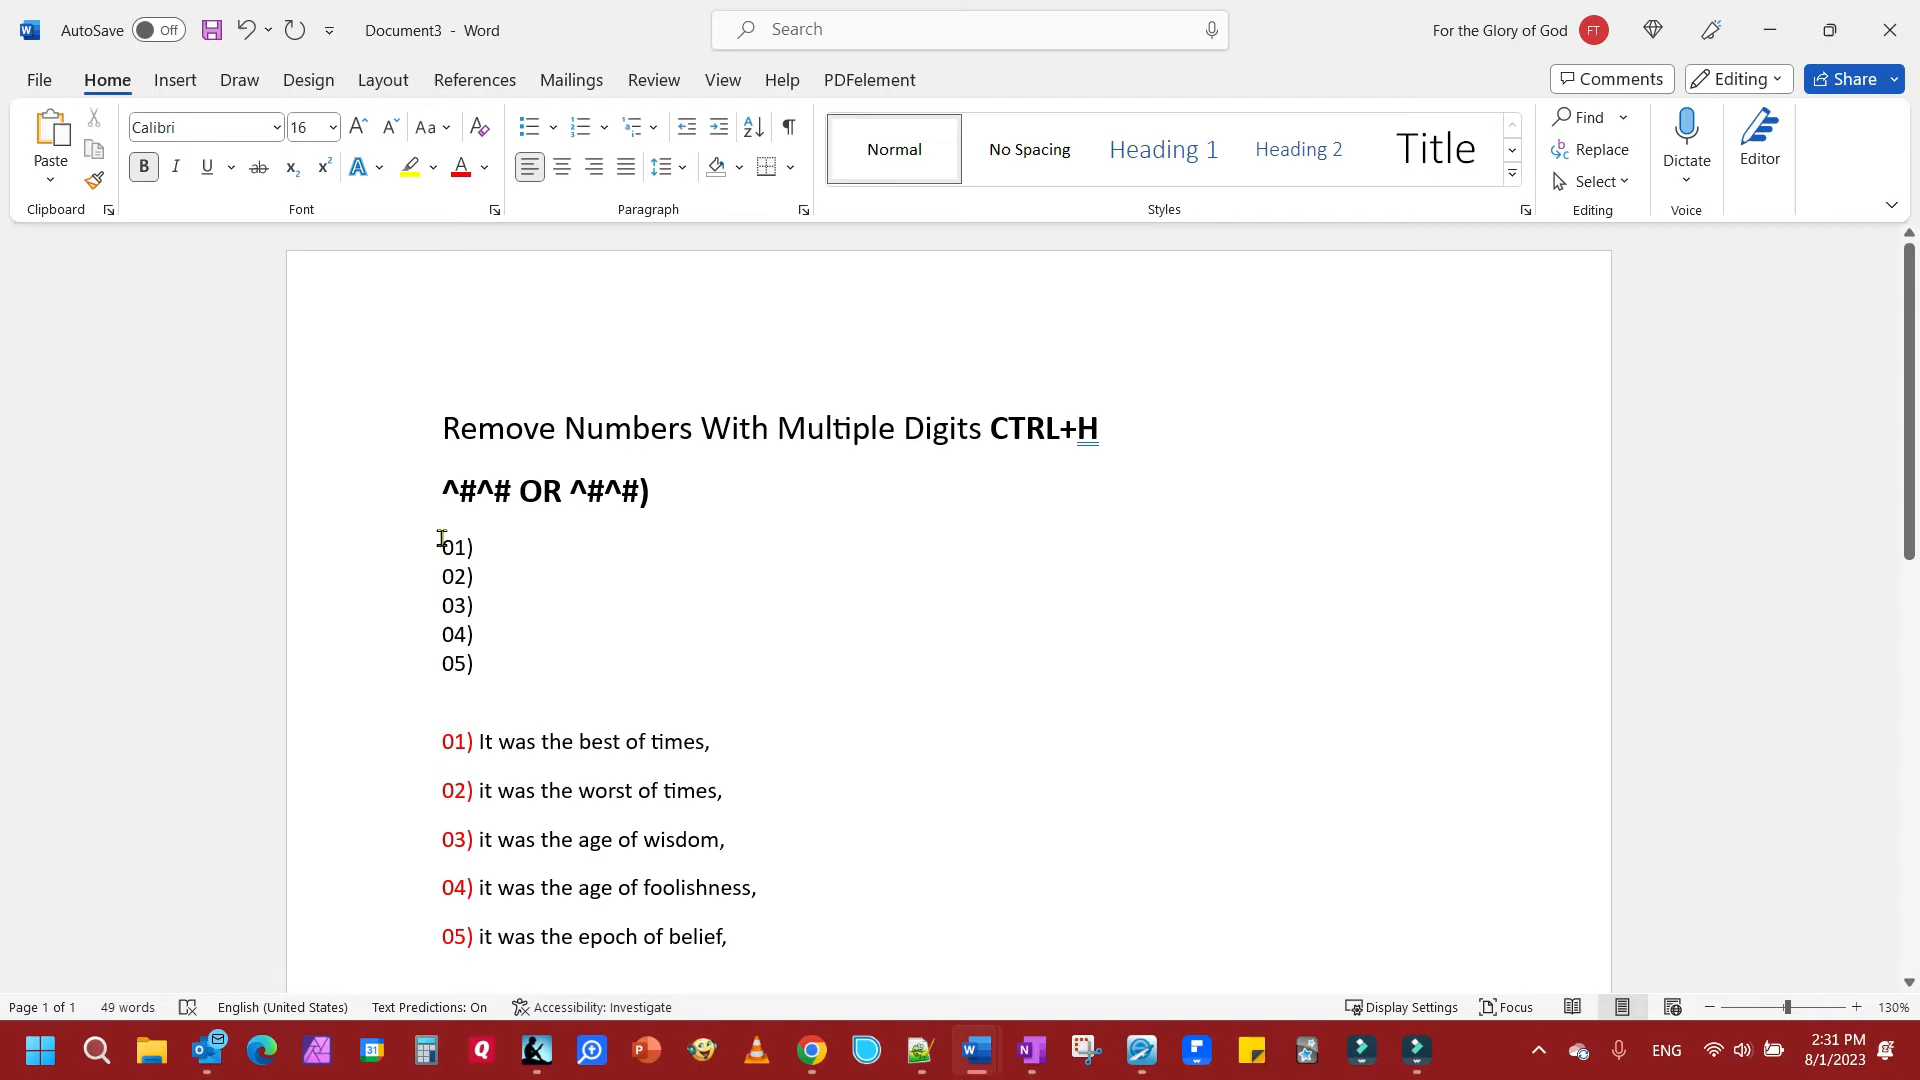 AutoSave Off Document3 - Word Search For the Glory of God FT
File Home Insert Draw Design Layout References Mailings Review View Help PDFelement Comments Editing Share
Paste
Clipboard
Calibri 16
Aa
B I U ab x₂ x² A A
Font
Paragraph
Normal No Spacing Heading 1 Heading 2 Title
Styles
Find
Replace
Select
Editing
Dictate
Voice
Editor
Remove Numbers With Multiple Digits CTRL+H
^#^# OR ^#^#)
01)
02)
03)
04)
05)
01) It was the best of times,
02) it was the worst of times,
03) it was the age of wisdom,
04) it was the age of foolishness,
05) it was the epoch of belief,
Page 1 of 1 49 words English (United States) Text Predictions: On Accessibility: Investigate Display Settings Focus 130%
ENG 2:31 PM
8/1/2023